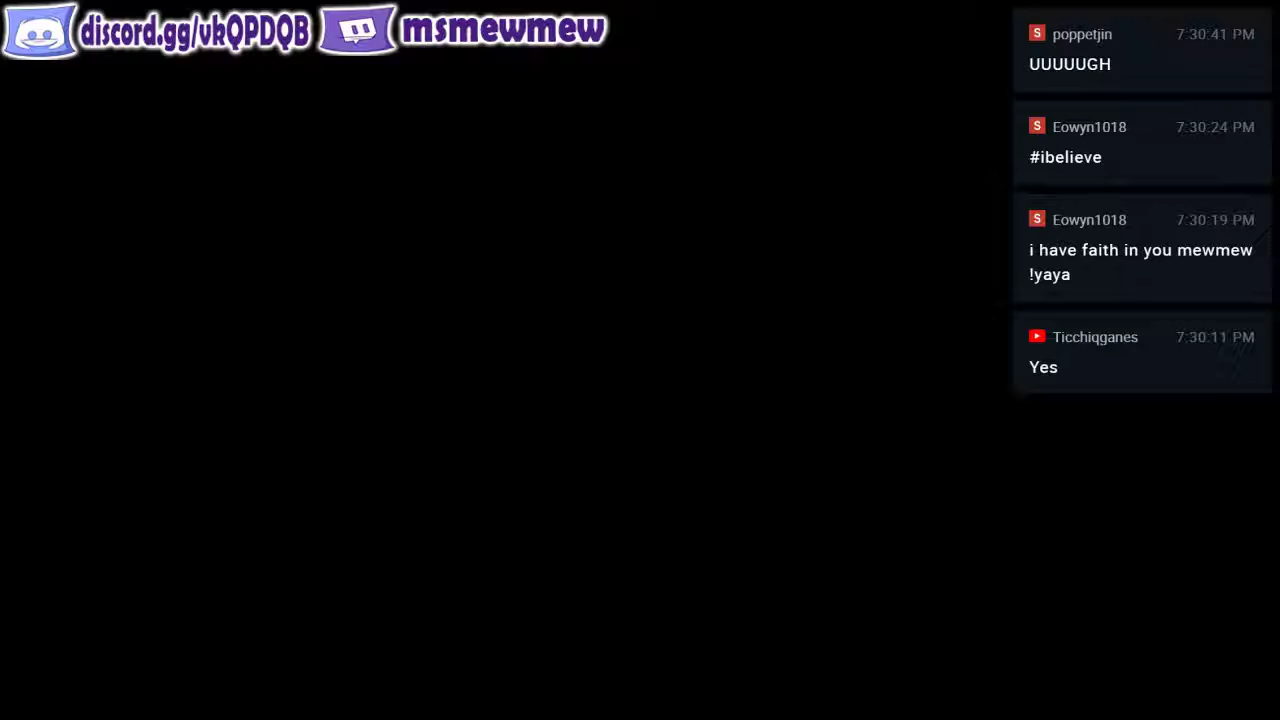 discord.gg/vkQPDQB msmewmew
S poppetjin 7:30:41 PM
UUUUUGH
S Eowyn1018 7:30:24 PM
#ibelieve
S Eowyn1018 7:30:19 PM
i have faith in you mewmew
!yaya
Ticchiqganes 7:30:11 PM
Yes